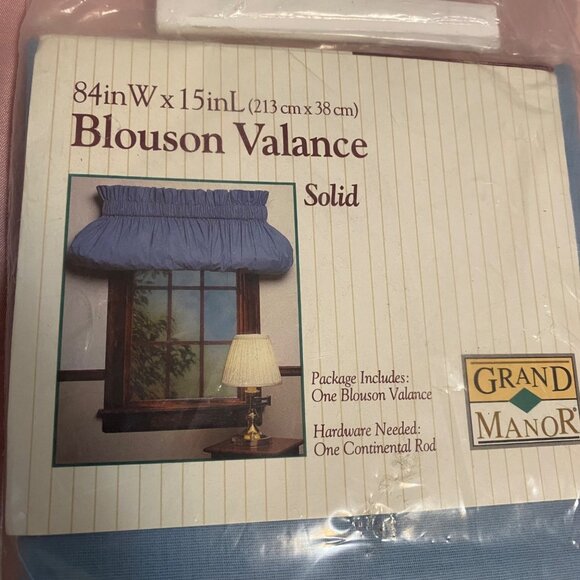 84inW x 15inL (213 cm x 38 cm)
Blouson Valance
Solid
Package Includes:
One Blouson Valance
Hardware Needed:
One Continental Rod
GRAND
MANOR